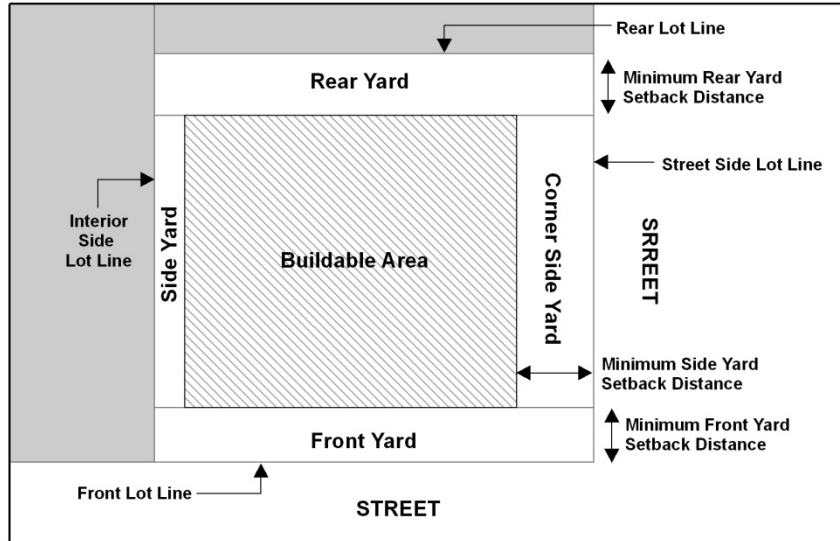 Rear Lot Line
Rear Yard
Minimum Rear Yard
Setback Distance
Street Side Lot Line
Interior
Side
Lot Line
Side Yard
Buildable Area
Corner Side Yard
SRREET
Minimum Side Yard
Setback Distance
Front Yard
Minimum Front Yard
Setback Distance
Front Lot Line
STREET